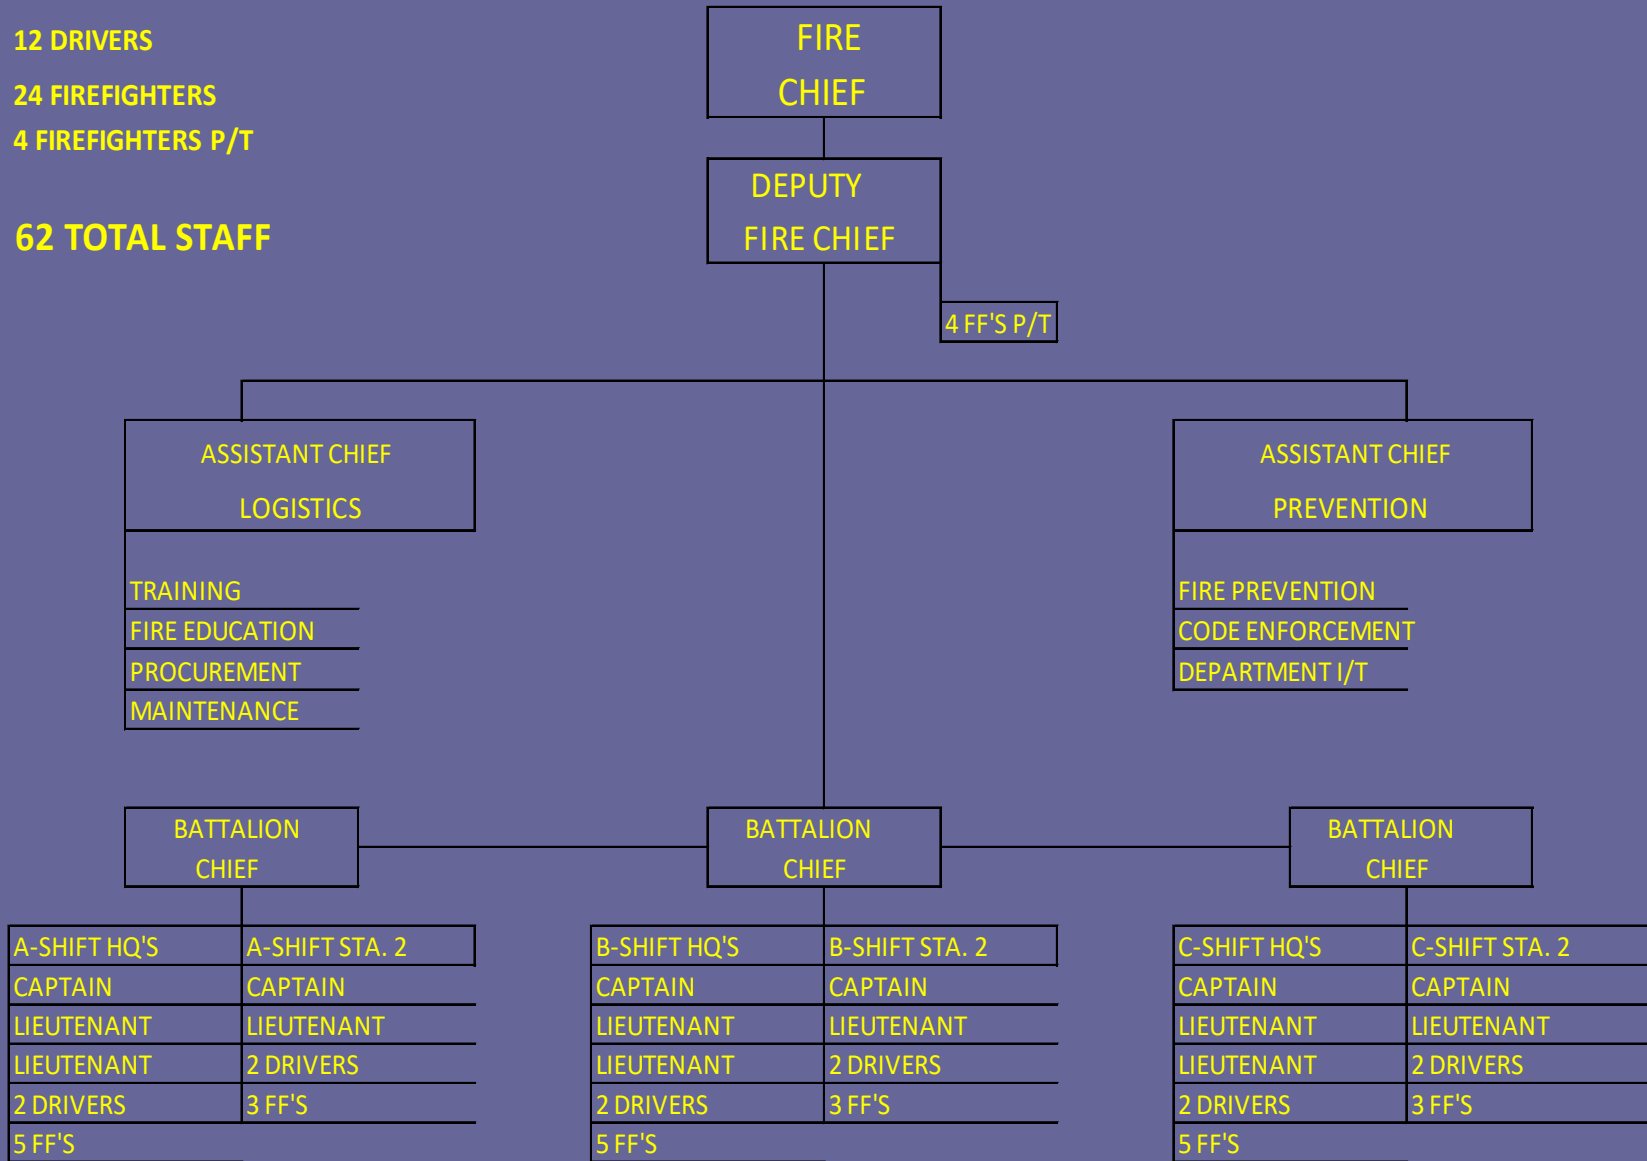 12 DRIVERS
24 FIREFIGHTERS
4 FIREFIGHTERS P/T
62 TOTAL STAFF
FIRE
CHIEF
DEPUTY
FIRE CHIEF
4 FF'S P/T
ASSISTANT CHIEF
LOGISTICS
TRAINING
FIRE EDUCATION
PROCUREMENT
MAINTENANCE
ASSISTANT CHIEF
PREVENTION
FIRE PREVENTION
CODE ENFORCEMENT
DEPARTMENT I/T
BATTALION
CHIEF
A-SHIFT HQ'S
CAPTAIN
LIEUTENANT
LIEUTENANT
2 DRIVERS
5 FF'S
A-SHIFT STA. 2
CAPTAIN
LIEUTENANT
2 DRIVERS
3 FF'S
BATTALION
CHIEF
B-SHIFT HQ'S
CAPTAIN
LIEUTENANT
LIEUTENANT
2 DRIVERS
5 FF'S
B-SHIFT STA. 2
CAPTAIN
LIEUTENANT
2 DRIVERS
3 FF'S
BATTALION
CHIEF
C-SHIFT HQ'S
CAPTAIN
LIEUTENANT
LIEUTENANT
2 DRIVERS
5 FF'S
C-SHIFT STA. 2
CAPTAIN
LIEUTENANT
2 DRIVERS
3 FF'S